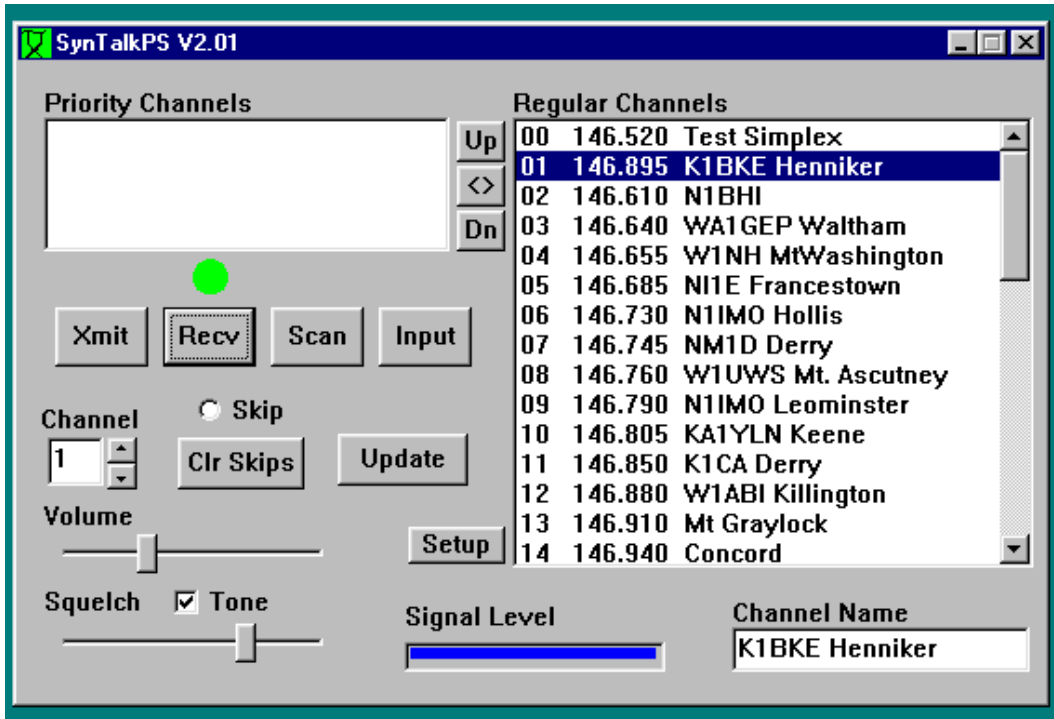 SynTalkPS V2.01
Priority Channels
Up
<>
Dn
Xmit
Recv
Scan
Input
Channel
1
Skip
Clr Skips
Update
Volume
Setup
Squelch
Tone
Signal Level
Regular Channels
00 146.520 Test Simplex
01 146.895 K1BKE Henniker
02 146.610 N1BHI
03 146.640 WA1GEP Waltham
04 146.655 W1NH MtWashington
05 146.685 NI1E Francestown
06 146.730 N1IMO Hollis
07 146.745 NM1D Derry
08 146.760 W1UWS Mt. Ascutney
09 146.790 N1IMO Leominster
10 146.805 KA1YLN Keene
11 146.850 K1CA Derry
12 146.880 W1ABI Killington
13 146.910 Mt Graylock
14 146.940 Concord
Channel Name
K1BKE Henniker